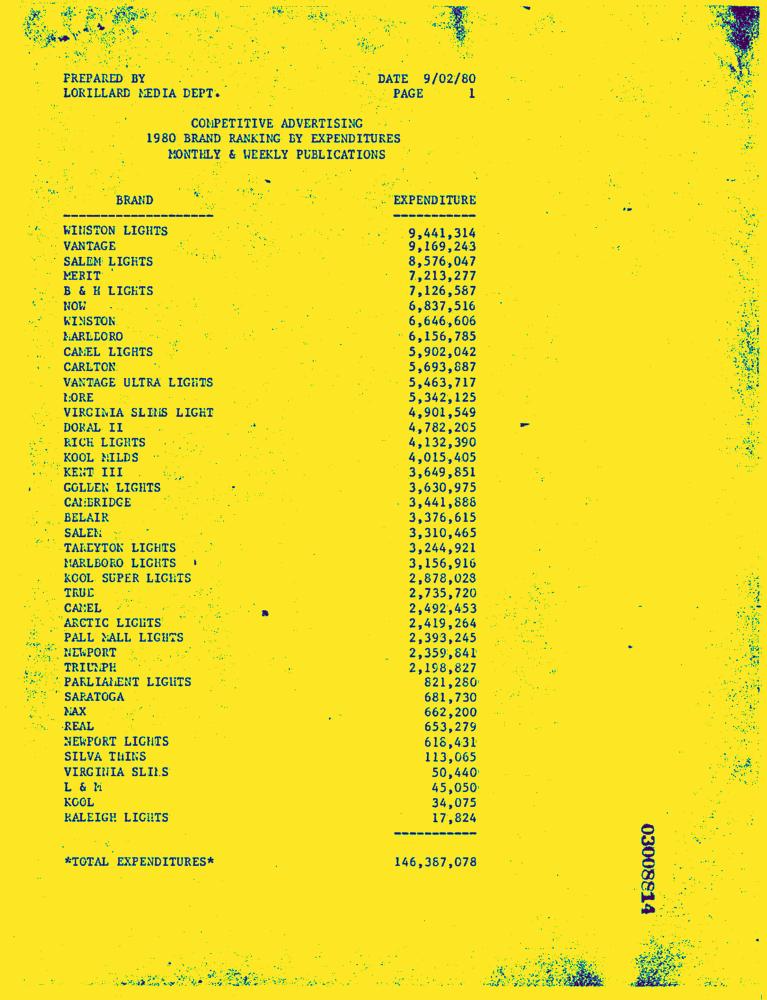 PREPARED BY DATE 9/02/80
LORILLARD MEDIA DEPT. PAGE 1
COMPETITIVE ADVERTISING
1980 BRAND RANKING BY EXPENDITURES
MONTHLY & WEEKLY PUBLICATIONS
BRAND EXPENDITURE
WINSTON LIGHTS 9,441,314
VANTAGE 9,169,243
SALEM LIGHTS 8,576,047
MERIT 7,213,277
B & H LIGHTS 7,126,587
NOW 6,837,516
WINSTON 6,646,606
MARLBORO 6,156,785
CAMEL LIGHTS 5,902,042
CARLTON 5,693,887
VANTAGE ULTRA LIGHTS 5,463,717
MORE 5,342,125
VIRGINIA SLIMS LIGHT 4,901,549
DORAL II 4,782,205
RICH LIGHTS 4,132,390
KOOL MILDS 4,015,405
KENT III 3,649,851
GOLDEN LIGHTS 3,630,975
CAMBRIDGE 3,441,888
BELAIR 3,376,615
SALEM 3,310,465
TAREYTON LIGHTS 3,244,921
MARLBORO LIGHTS 3,156,916
KOOL SUPER LIGHTS 2,878,028
TRUE 2,735,720
CAMEL 2,492,453
ARCTIC LIGHTS 2,419,264
PALL MALL LIGHTS 2,393,245
NEWPORT 2,359,841
TRIUMPH 2,198,827
PARLIAMENT LIGHTS 821,280
SARATOGA 681,730
MAX 662,200
REAL 653,279
NEWPORT LIGHTS 618,431
SILVA THINS 113,065
VIRGINIA SLIMS 50,440
L & M 45,050
KOOL 34,075
RALEIGH LIGHTS 17,824
*TOTAL EXPENDITURES* 146,387,078
03008814